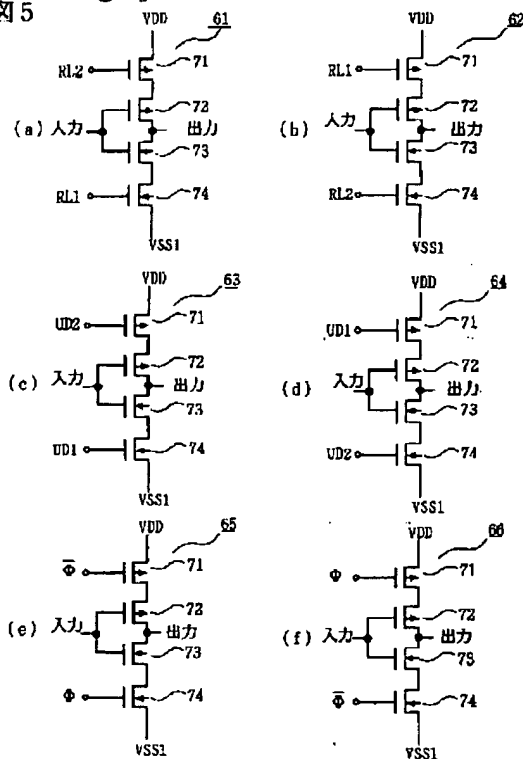 図5
VDD 61
RL2 71
72
(a) 入力 出力
73
RL1 74
VSS1
VDD 62
RL1 71
72
(b) 入力 出力
73
RL2 74
VSS1
VDD 63
UD2 71
72
(c) 入力 出力
73
UD1 74
VSS1
VDD 64
UD1 71
72
(d) 入力 出力
73
UD2 74
VSS1
VDD 65
Φ̅ 71
72
(e) 入力 出力
73
Φ 74
VSS1
VDD 66
Φ 71
72
(f) 入力 出力
73
Φ̅ 74
VSS1